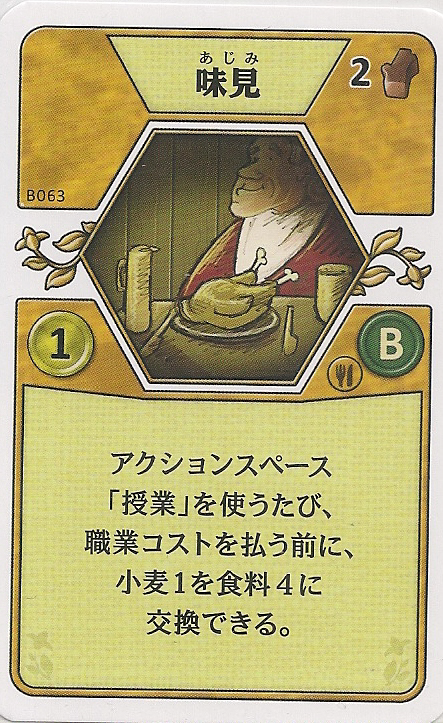 あじみ
味見
2
B063
1
B
アクションスペース
「授業」を使うたび、
職業コストを払う前に、
小麦1を食料4に
交換できる。